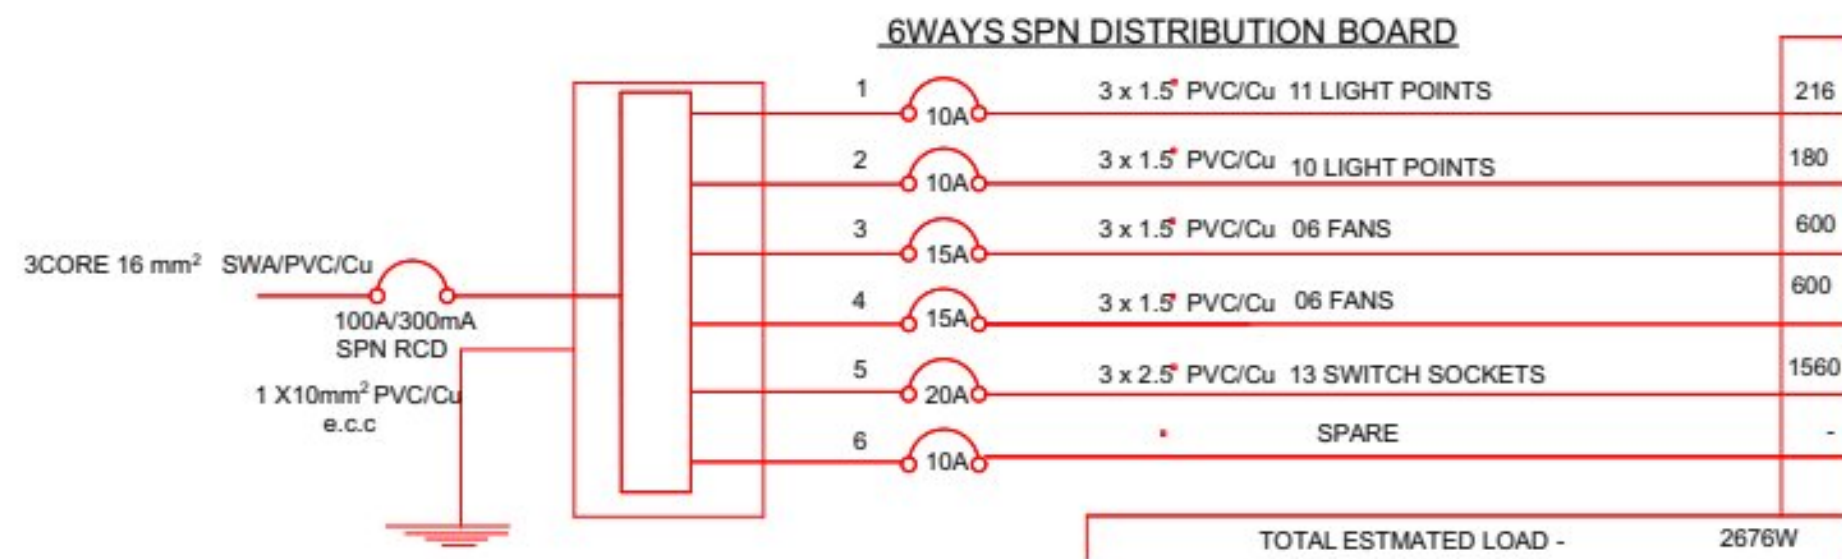 6WAYS SPN DISTRIBUTION BOARD
1 10A 3 x 1.5 PVC/Cu 11 LIGHT POINTS 216
2 10A 3 x 1.5 PVC/Cu 10 LIGHT POINTS 180
3 15A 3 x 1.5 PVC/Cu 06 FANS 600
4 15A 3 x 1.5 PVC/Cu 06 FANS 600
5 20A 3 x 2.5 PVC/Cu 13 SWITCH SOCKETS 1560
6 10A SPARE -
3CORE 16 mm² SWA/PVC/Cu
100A/300mA
SPN RCD
1 X10mm² PVC/Cu
e.c.c
TOTAL ESTMATED LOAD - 2676W